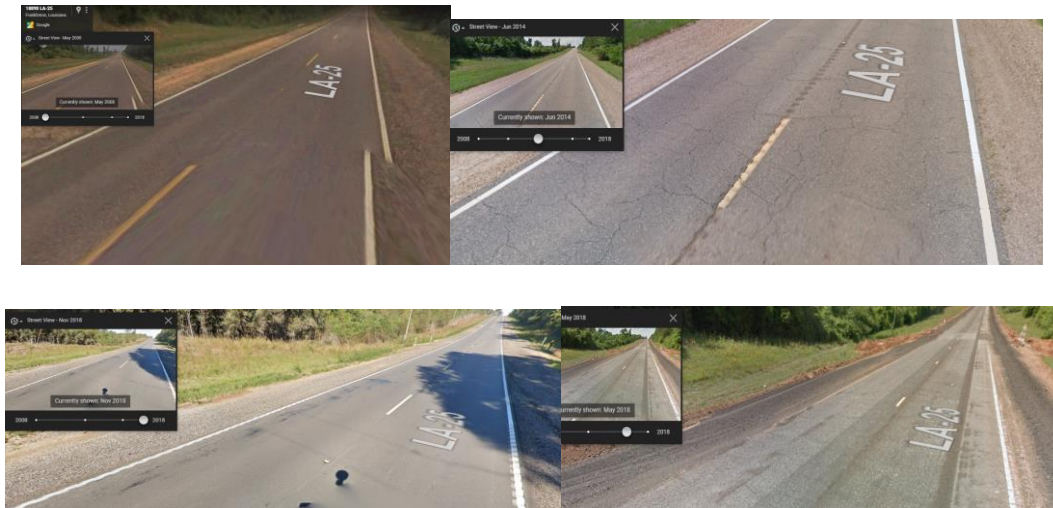 1889 LA-25
Franklinton, Louisiana
Google
Street View - May 2008
Currently shown: May 2008
2008
2018
LA-25
Street View - Jun 2014
Currently shown: Jun 2014
2008
2018
LA-25
Street View - Nov 2018
Currently shown: Nov 2018
2008
2018
LA-25
May 2018
urrently shown: May 2018
2018
LA-25